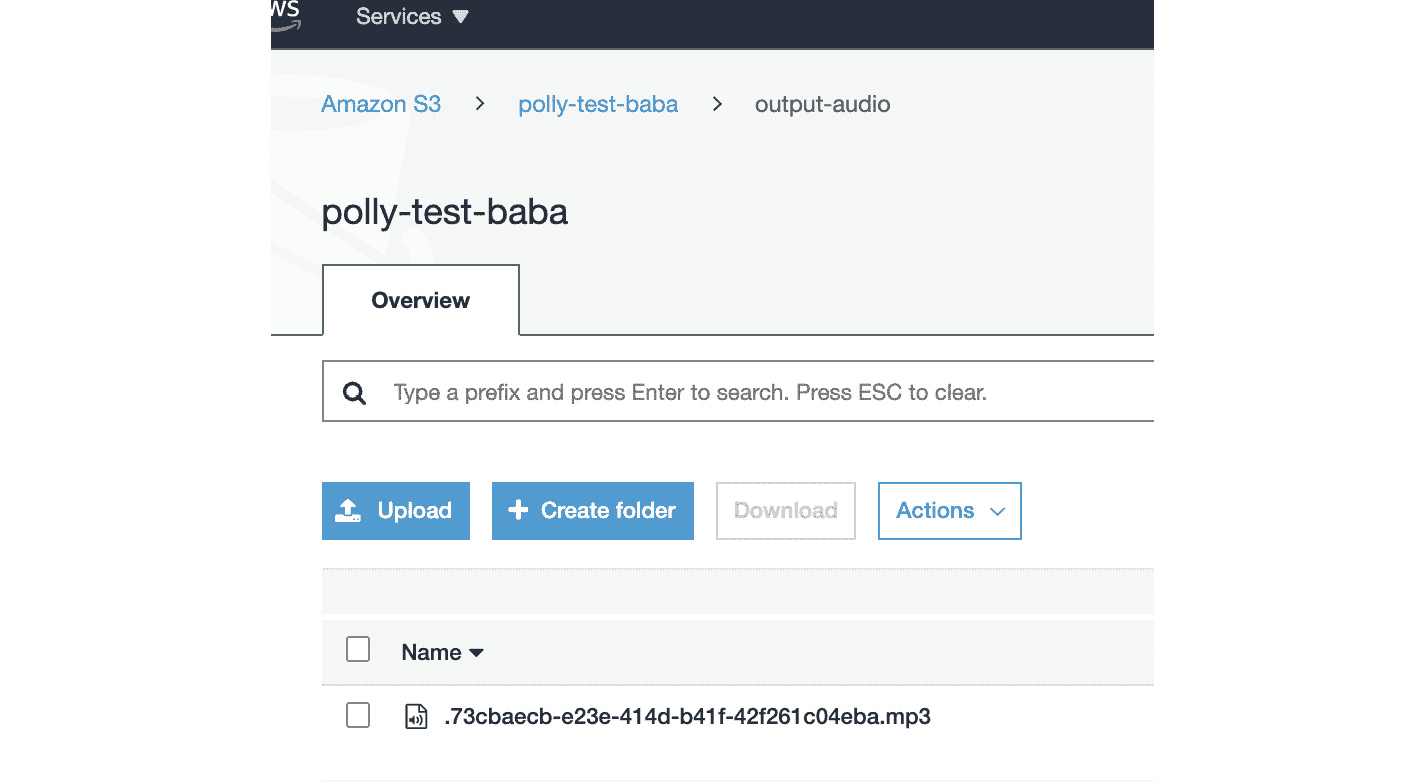 Services
Amazon S3 > polly-test-baba > output-audio
polly-test-baba
Overview
Type a prefix and press Enter to search. Press ESC to clear.
Upload + Create folder Download Actions
Name
.73cbaecb-e23e-414d-b41f-42f261c04eba.mp3